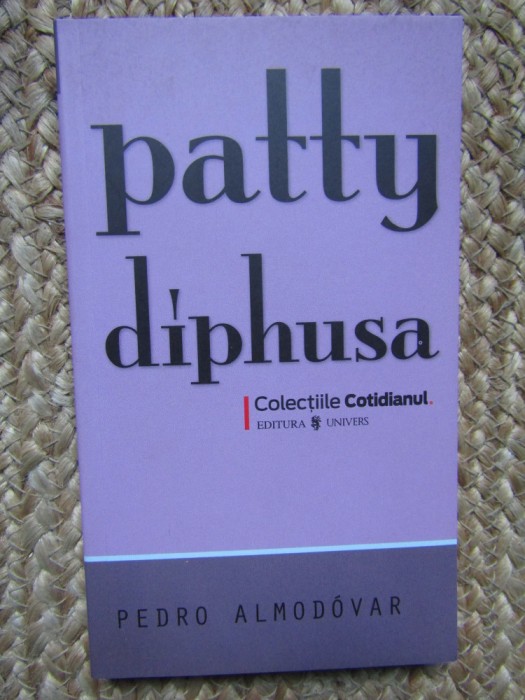 patty
diphusa
Colecțiile Cotidianul.
EDITURA UNIVERS
PEDRO ALMODÓVAR